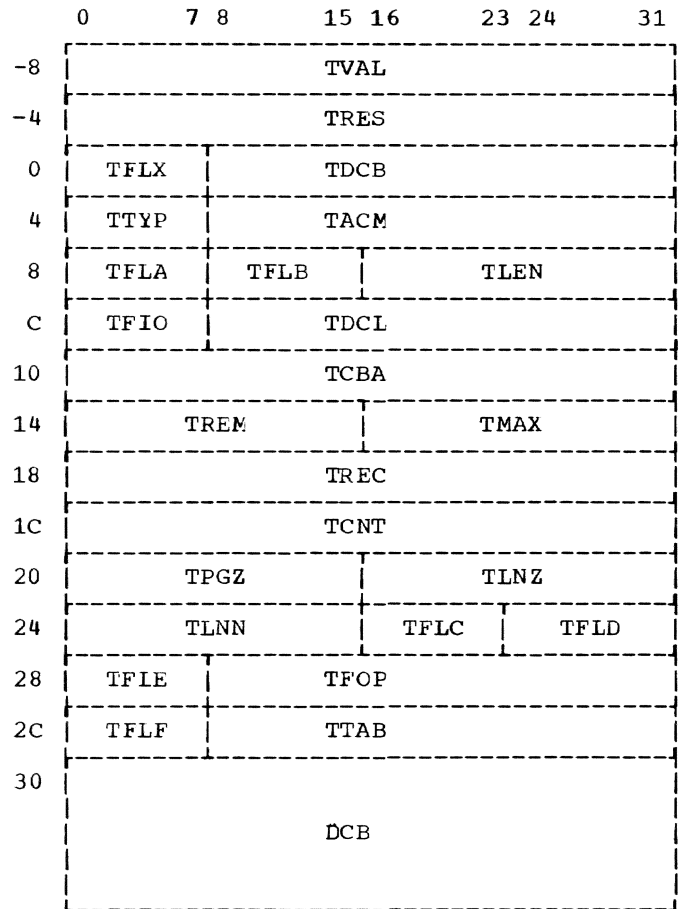 0 7 8 15 16 23 24 31
-8 TVAL
-4 TRES
0 TFLX TDCB
4 TTYP TACM
8 TFLA TFLB TLEN
C TFIO TDCL
10 TCBA
14 TREM TMAX
18 TREC
1C TCNT
20 TPGZ TLNZ
24 TLNN TFLC TFLD
28 TFLE TFOP
2C TFLF TTAB
30
DCB